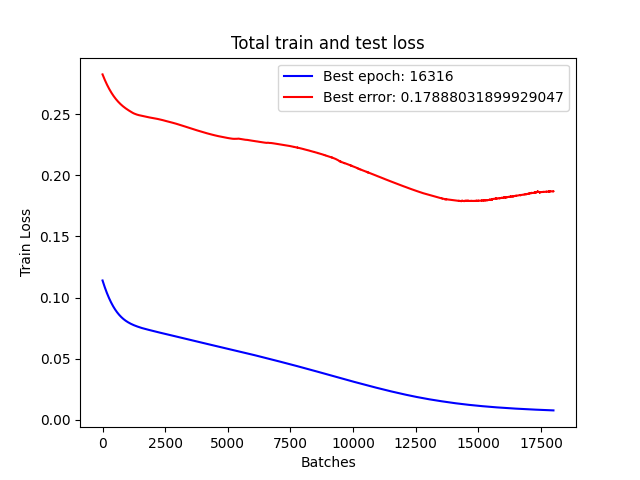 Total train and test loss
Best epoch: 16316
Best error: 0.17888031899929047
0.25
0.20
0.15
0.10
0.05
0.00
Train Loss
0 2500 5000 7500 10000 12500 15000 17500
Batches